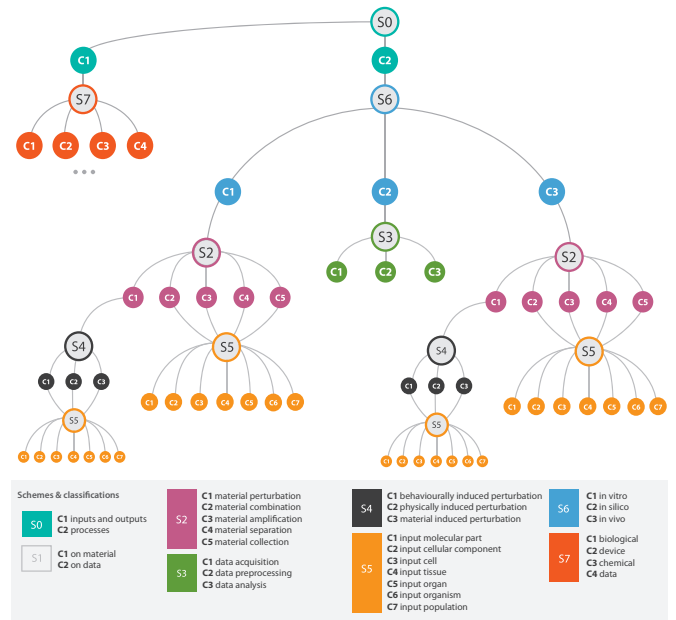 S0
C1 C2
S7 S6
C1 C2 C3 C4
C1 C2 C3
S2 S3 S2
C1 C2 C3
C1 C2 C3 C4 C5
C1 C2 C3 C4 C5
S4 S5 S4 S5
C1 C2 C3
C1 C2 C3
C1 C2 C3 C4 C5 C6 C7
C1 C2 C3 C4 C5 C6 C7
S5 S5
C1 C2 C3 C4 C5 C6 C7
C1 C2 C3 C4 C5 C6 C7
Schemes & classifications
S0
C1 inputs and outputs
C2 processes
S1
C1 on material
C2 on data
S2
C1 material perturbation
C2 material combination
C3 material amplification
C4 material separation
C5 material collection
S3
C1 data acquisition
C2 data preprocessing
C3 data analysis
S4
C1 behaviourally induced perturbation
C2 physically induced perturbation
C3 material induced perturbation
S5
C1 input molecular part
C2 input cellular component
C3 input cell
C4 input tissue
C5 input organ
C6 input organism
C7 input population
S6
C1 in vitro
C2 in silico
C3 in vivo
S7
C1 biological
C2 device
C3 chemical
C4 data